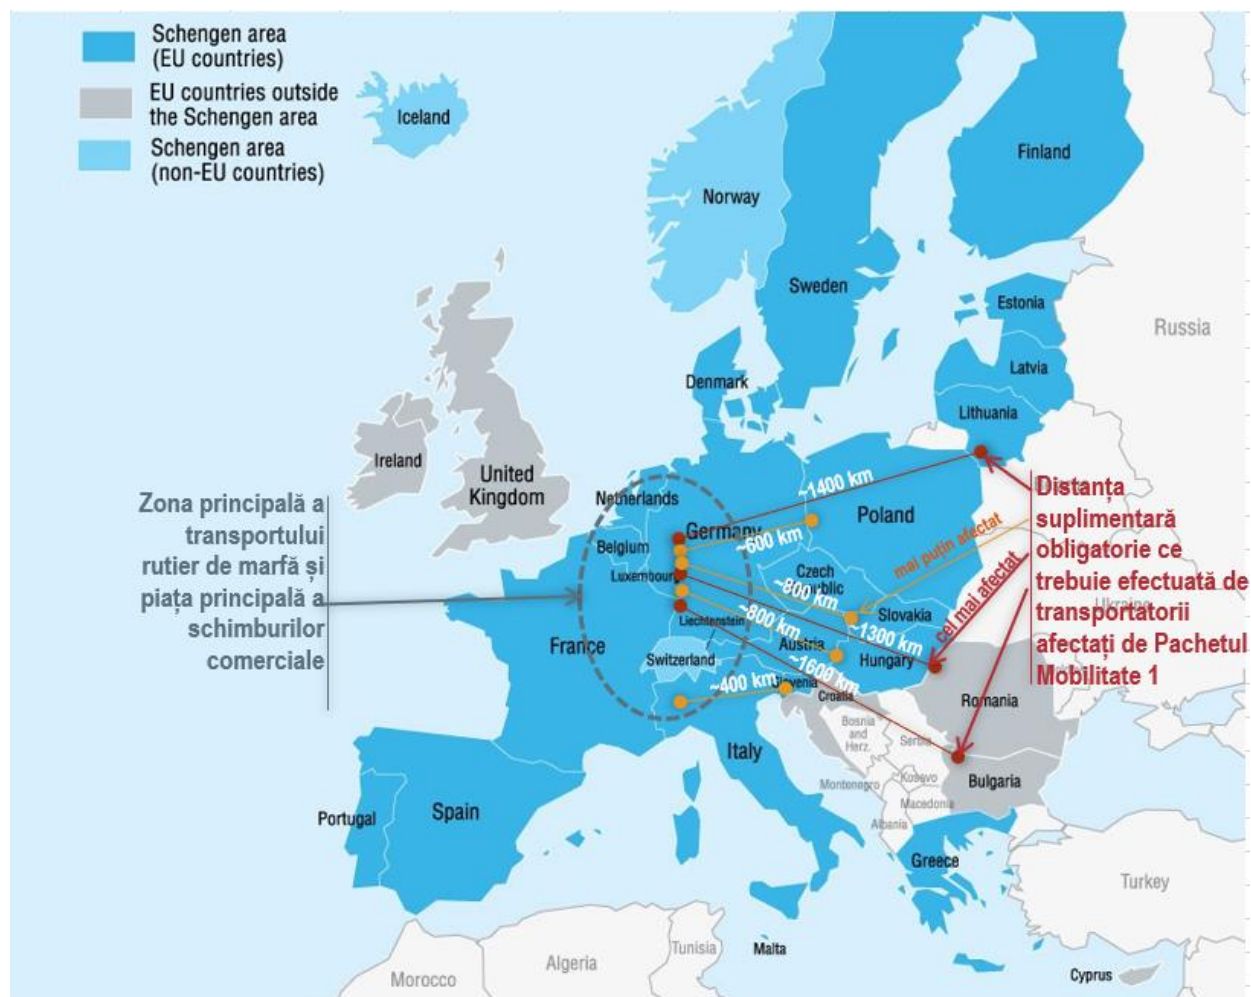 Schengen area
(EU countries)
EU countries outside
the Schengen area
Schengen area
(non-EU countries)
Iceland
Norway
Finland
Sweden
Estonia
Russia
Latvia
Denmark
Lithuania
Ireland
United
Kingdom
Netherlands
~1400 km
Germany
Poland
~600 km
mai puțin afectat
Belgium
Luxembourg
Czech
~800 km
Slovakia
~800 km
~1300 km
cel mai afectat
Liechtenstein
Austria
Hungary
France
Switzerland
~1600 km
~400 km
Croatia
Romania
Bosnia
and
Herz.
Serbia
Italy
Kosovo
Montenegro
Bulgaria
Macedonia
Albania
Portugal
Spain
Greece
Turkey
Malta
Cyprus
Tunisia
Algeria
Morocco
Zona principală a
transportului
rutier de marfă și
piața principală a
schimburilor
comerciale
Distanța
suplimentară
obligatorie ce
trebuie efectuată de
transportatorii
afectați de Pachetul
Mobilitate 1
Ukraine